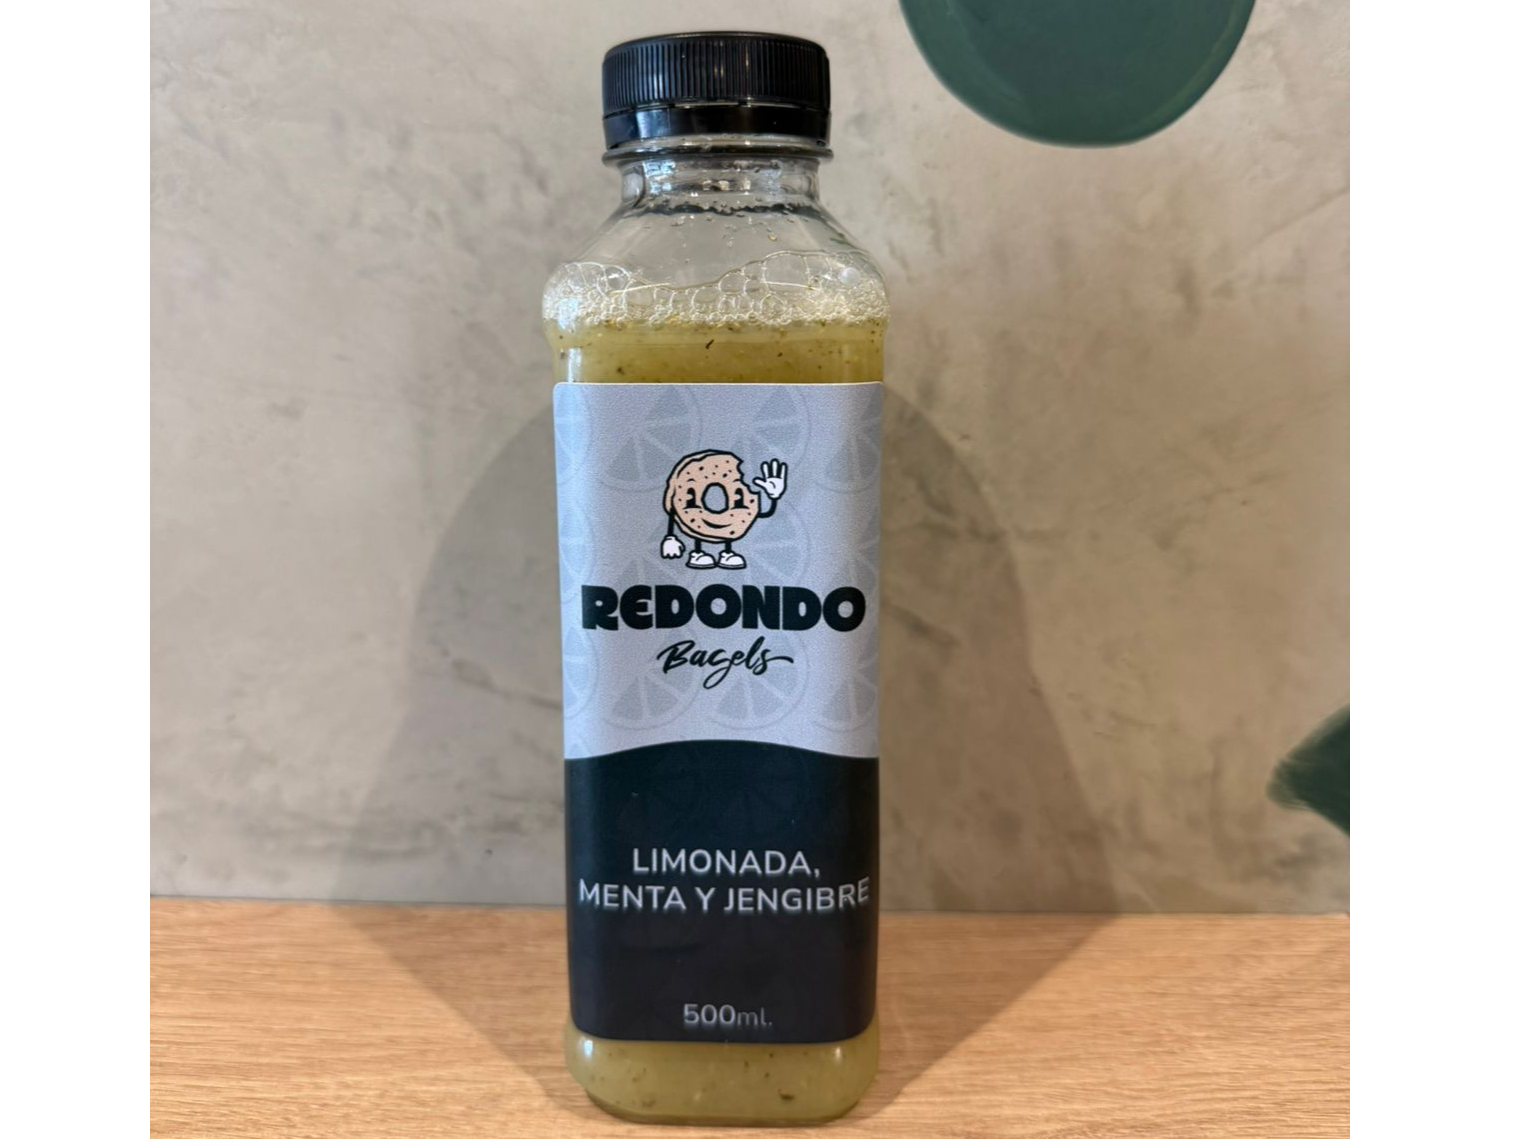 REDONDO
Bagels
LIMONADA,
MENTA Y JENGIBRE
500ml.